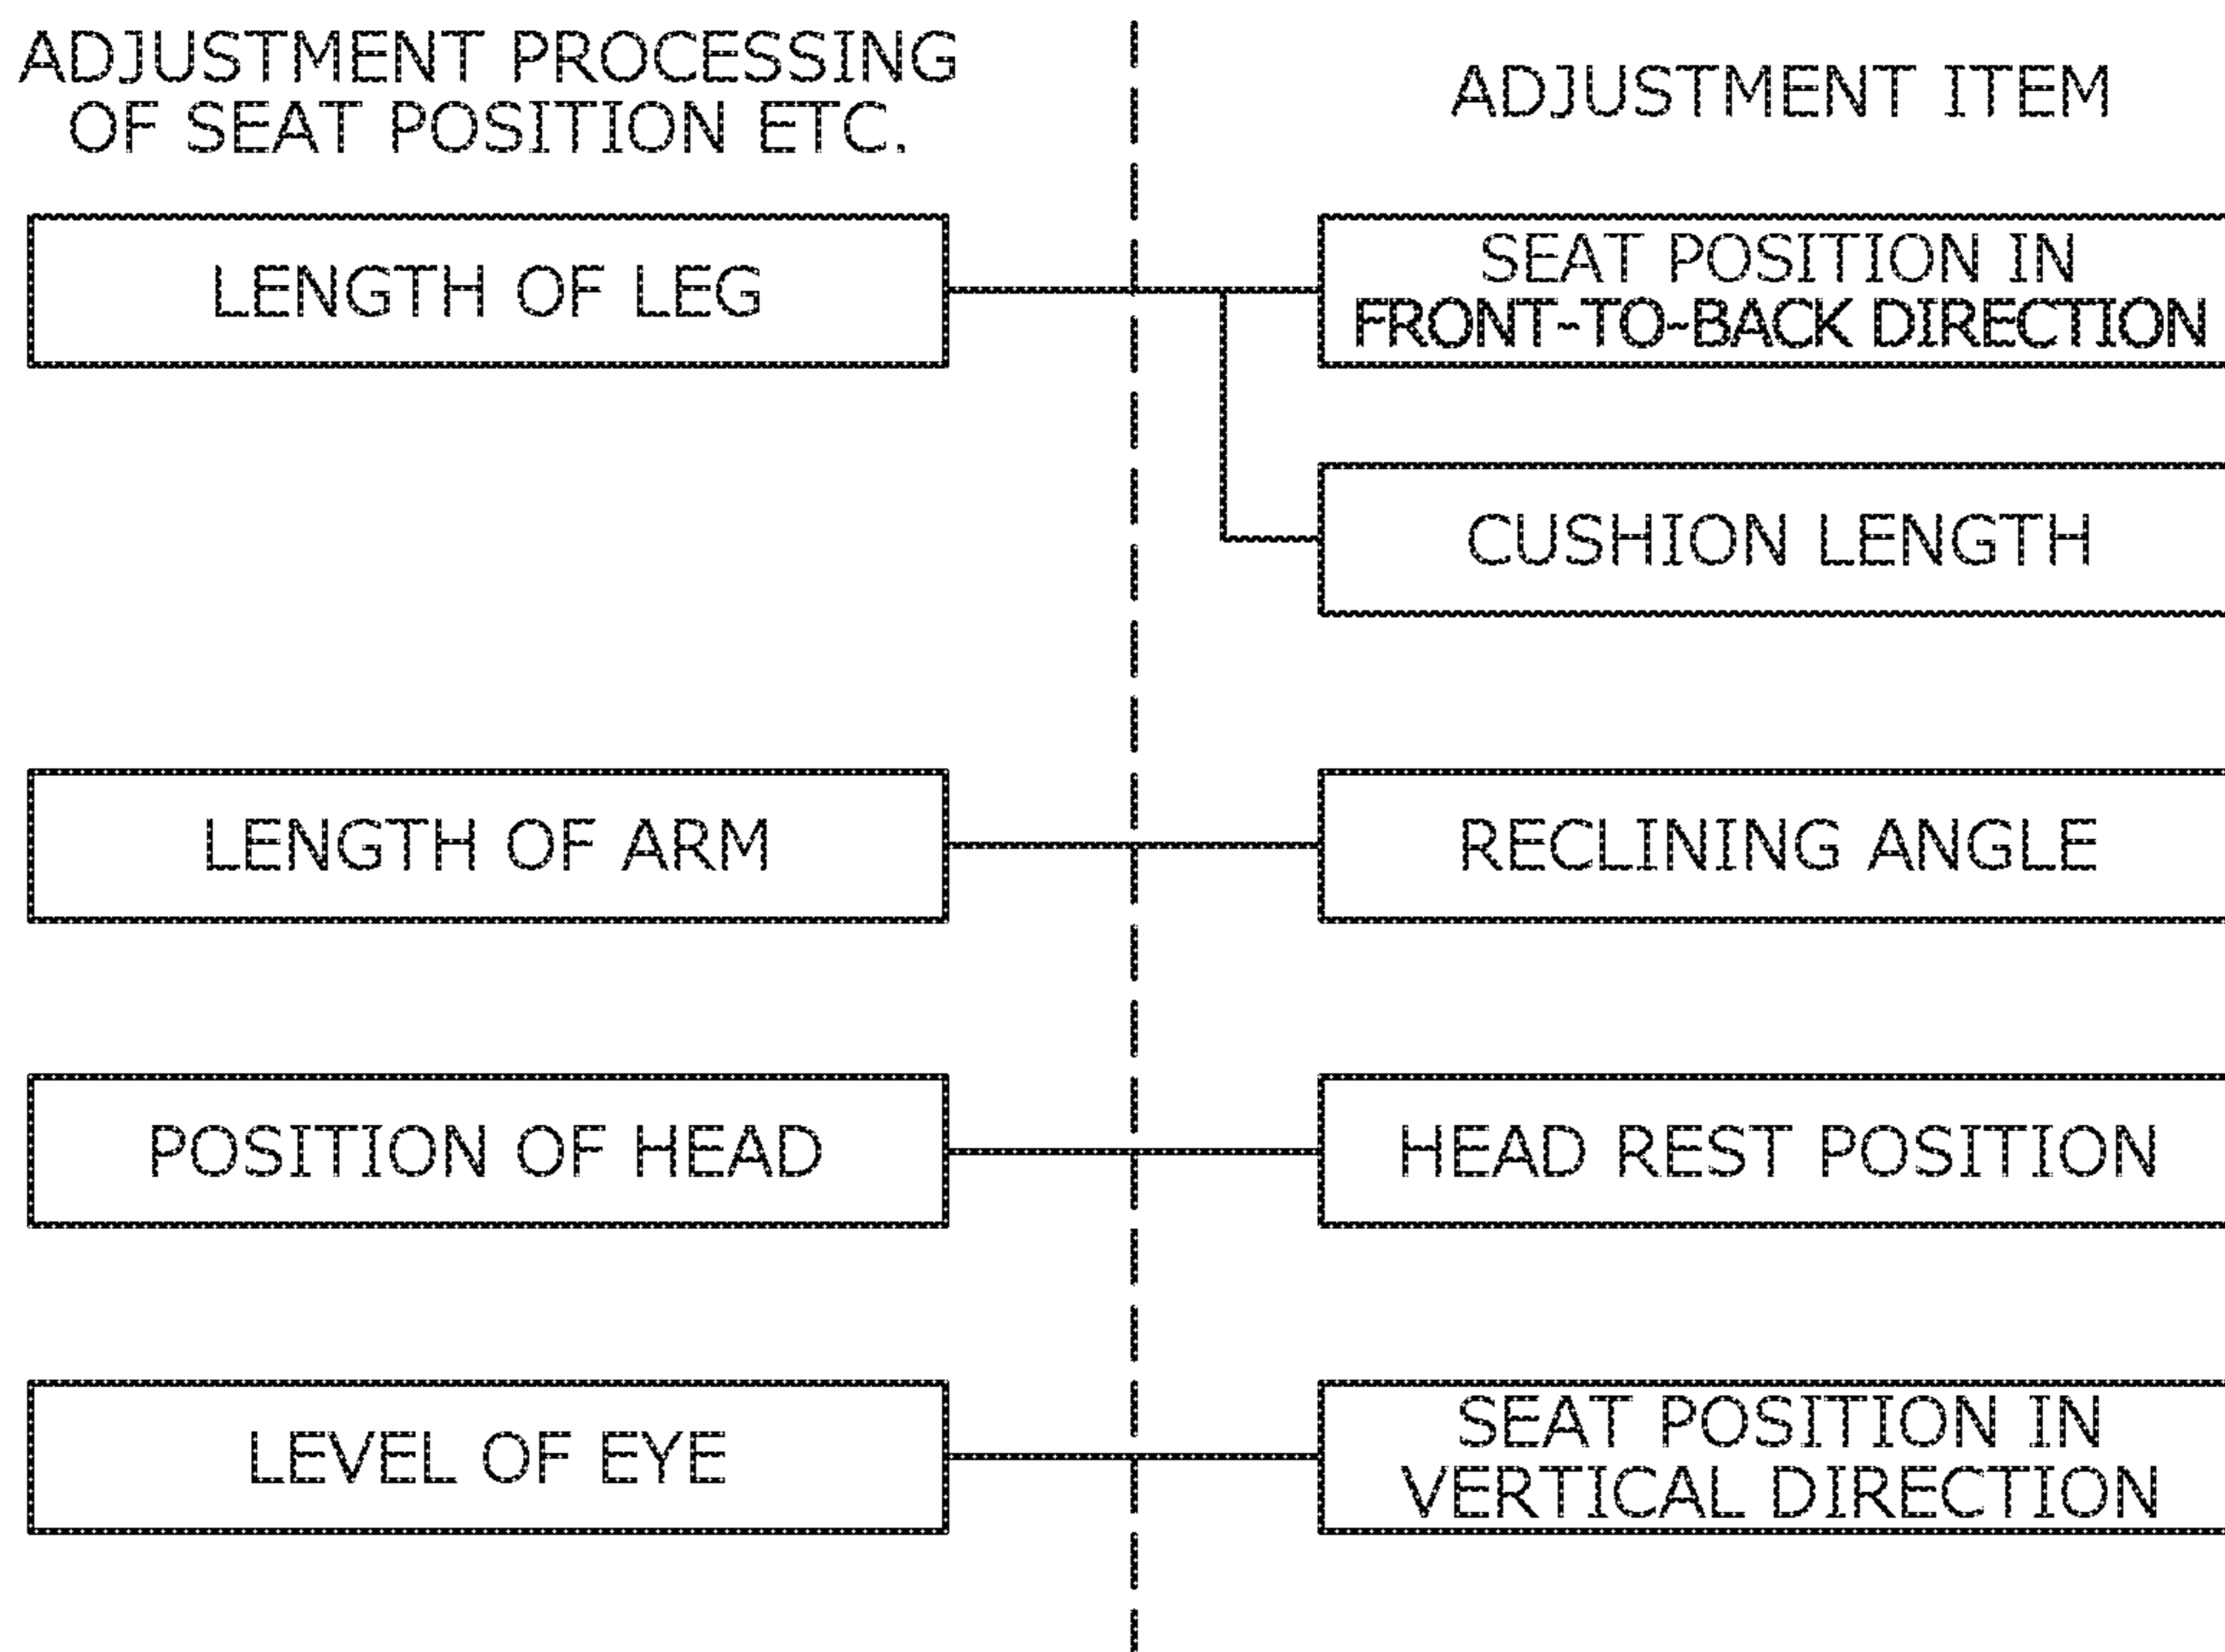 ADJUSTMENT PROCESSING
OF SEAT POSITION ETC.
ADJUSTMENT ITEM
LENGTH OF LEG
SEAT POSITION IN
FRONT-TO-BACK DIRECTION
CUSHION LENGTH
LENGTH OF ARM
RECLINING ANGLE
POSITION OF HEAD
HEAD REST POSITION
LEVEL OF EYE
SEAT POSITION IN
VERTICAL DIRECTION